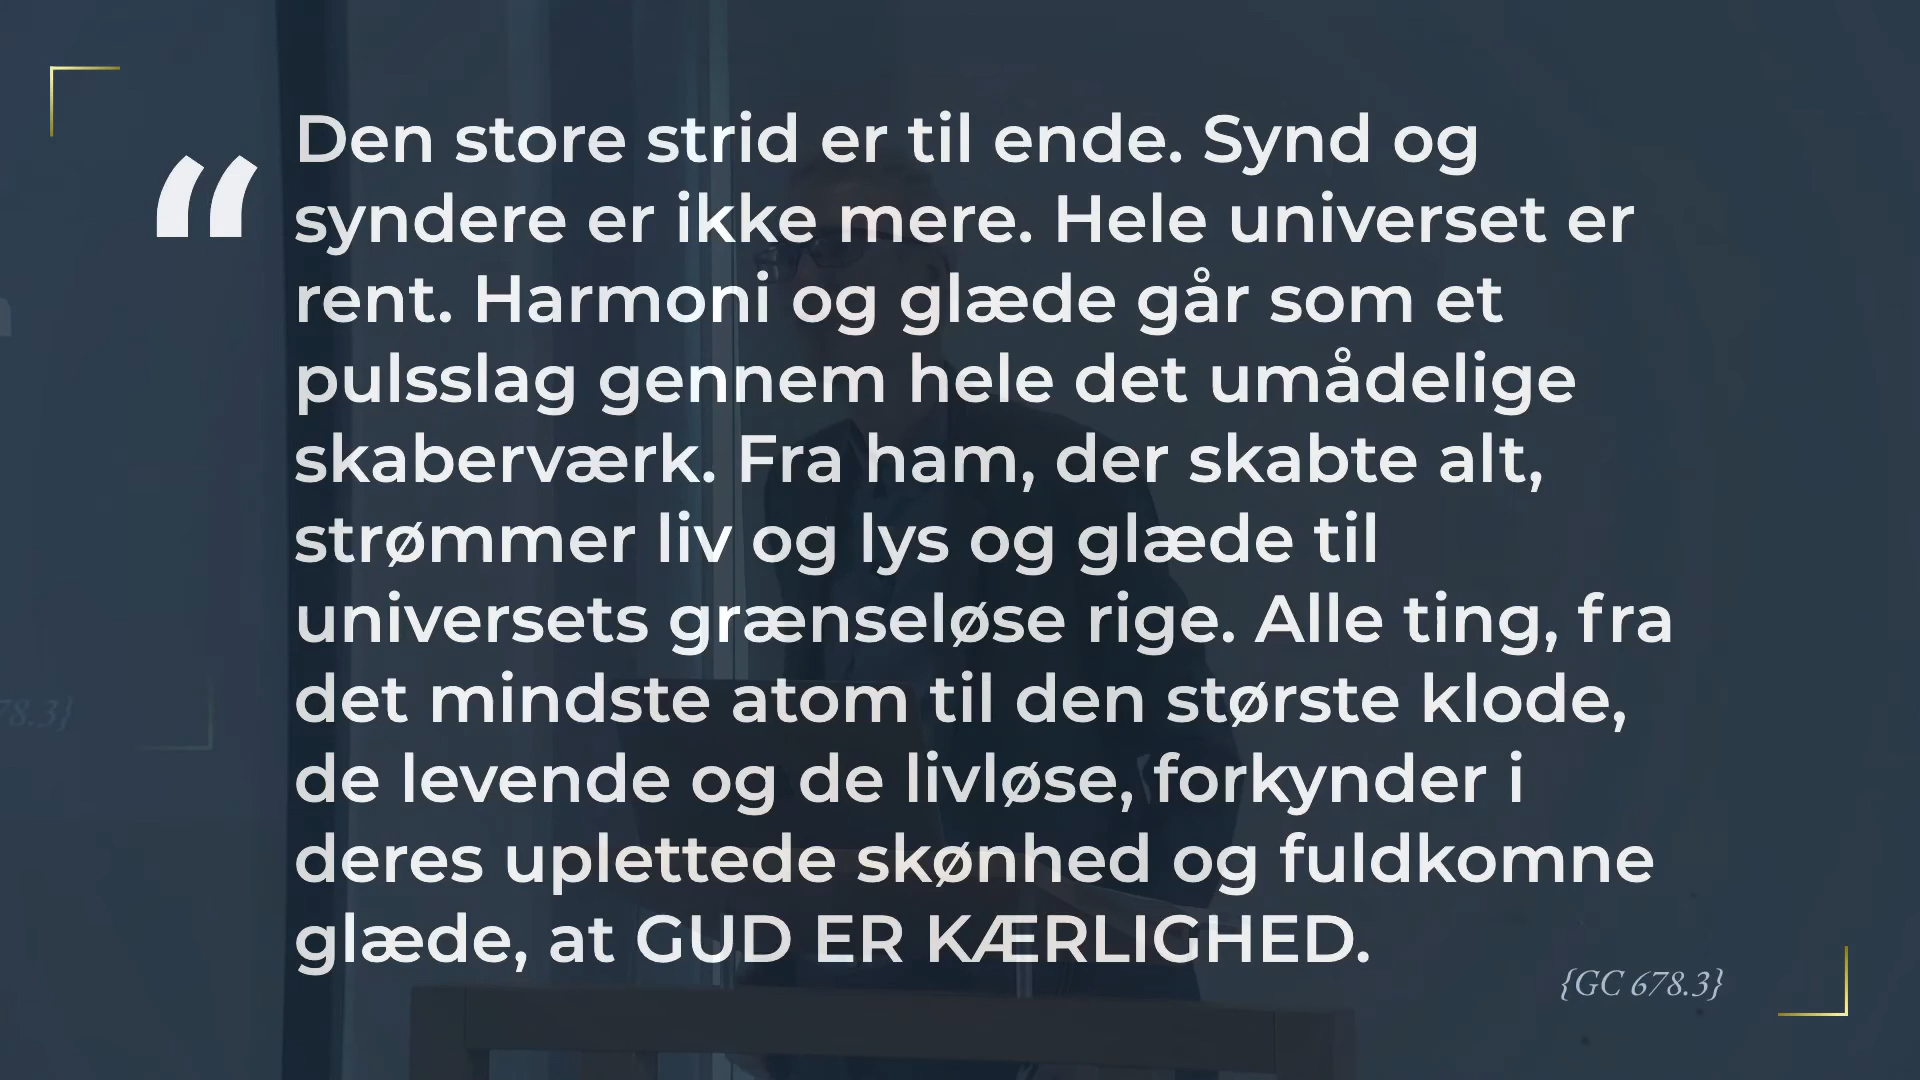 “
Den store strid er til ende. Synd og
syndere er ikke mere. Hele universet er
rent. Harmoni og glæde går som et
pulsslag gennem hele det umådelige
skaberværk. Fra ham, der skabte alt,
strømmer liv og lys og glæde til
universets grænseløse rige. Alle ting, fra
det mindste atom til den største klode,
de levende og de livløse, forkynder i
deres uplettede skønhed og fuldkomne
glæde, at GUD ER KÆRLIGHED.
{GC 678.3}
78.3}